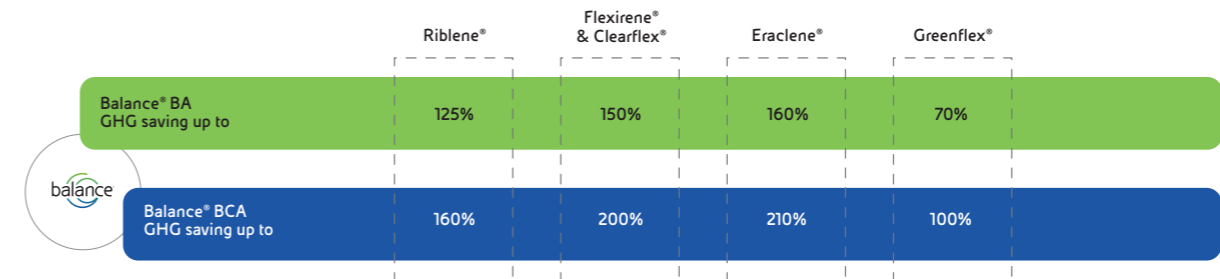 Riblene®
Flexirene®
& Clearflex®
Eraclene®
Greenflex®
Balance® BA
GHG saving up to
125%
150%
160%
70%
balance
Balance® BCA
GHG saving up to
160%
200%
210%
100%